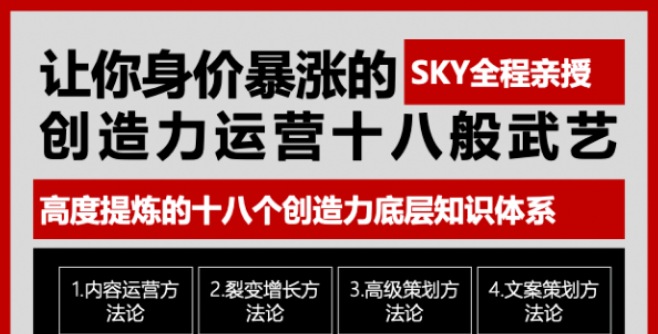 让你身价暴涨的 SKY全程亲授
创造力运营十八般武艺
高度提炼的十八个创造力底层知识体系
1.内容运营方
法论
2.裂变增长方
法论
3.高级策划方
法论
4.文案策划方
法论